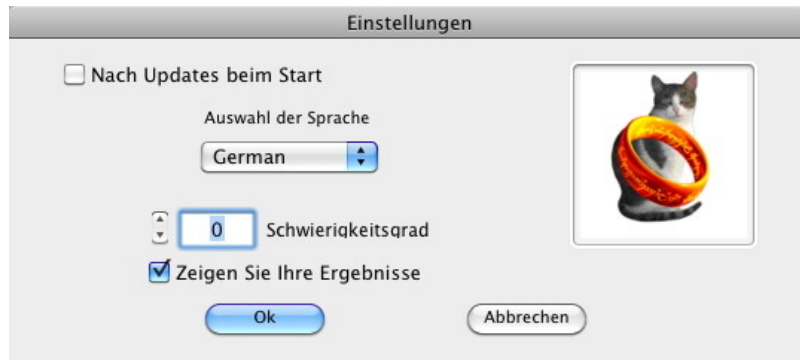 Einstellungen
Nach Updates beim Start
Auswahl der Sprache
German
0 Schwierigkeitsgrad
Zeigen Sie Ihre Ergebnisse
Ok Abbrechen